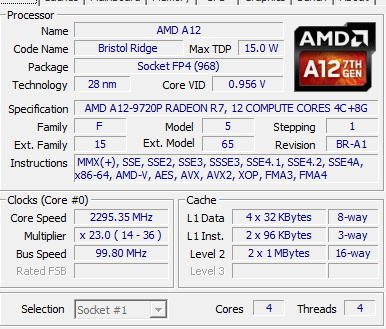 Processor
Name AMD A12
Code Name Bristol Ridge Max TDP 15.0 W
Package Socket FP4 (968)
Technology 28 nm Core VID 0.956 V
AMD
A12 7TH GEN
Specification AMD A12-9720P RADEON R7, 12 COMPUTE CORES 4C+8G
Family F Model 5 Stepping 1
Ext. Family 15 Ext. Model 65 Revision BR-A1
Instructions MMX(+), SSE, SSE2, SSE3, SSSE3, SSE4.1, SSE4.2, SSE4A,
x86-64, AMD-V, AES, AVX, AVX2, XOP, FMA3, FMA4
Clocks (Core #0) Cache
Core Speed 2295.35 MHz L1 Data 4 x 32 KBytes 8-way
Multiplier x 23.0 ( 14 - 36 ) L1 Inst. 2 x 96 KBytes 3-way
Bus Speed 99.80 MHz Level 2 2 x 1 MBytes 16-way
Rated FSB Level 3
Selection Socket #1 Cores 4 Threads 4